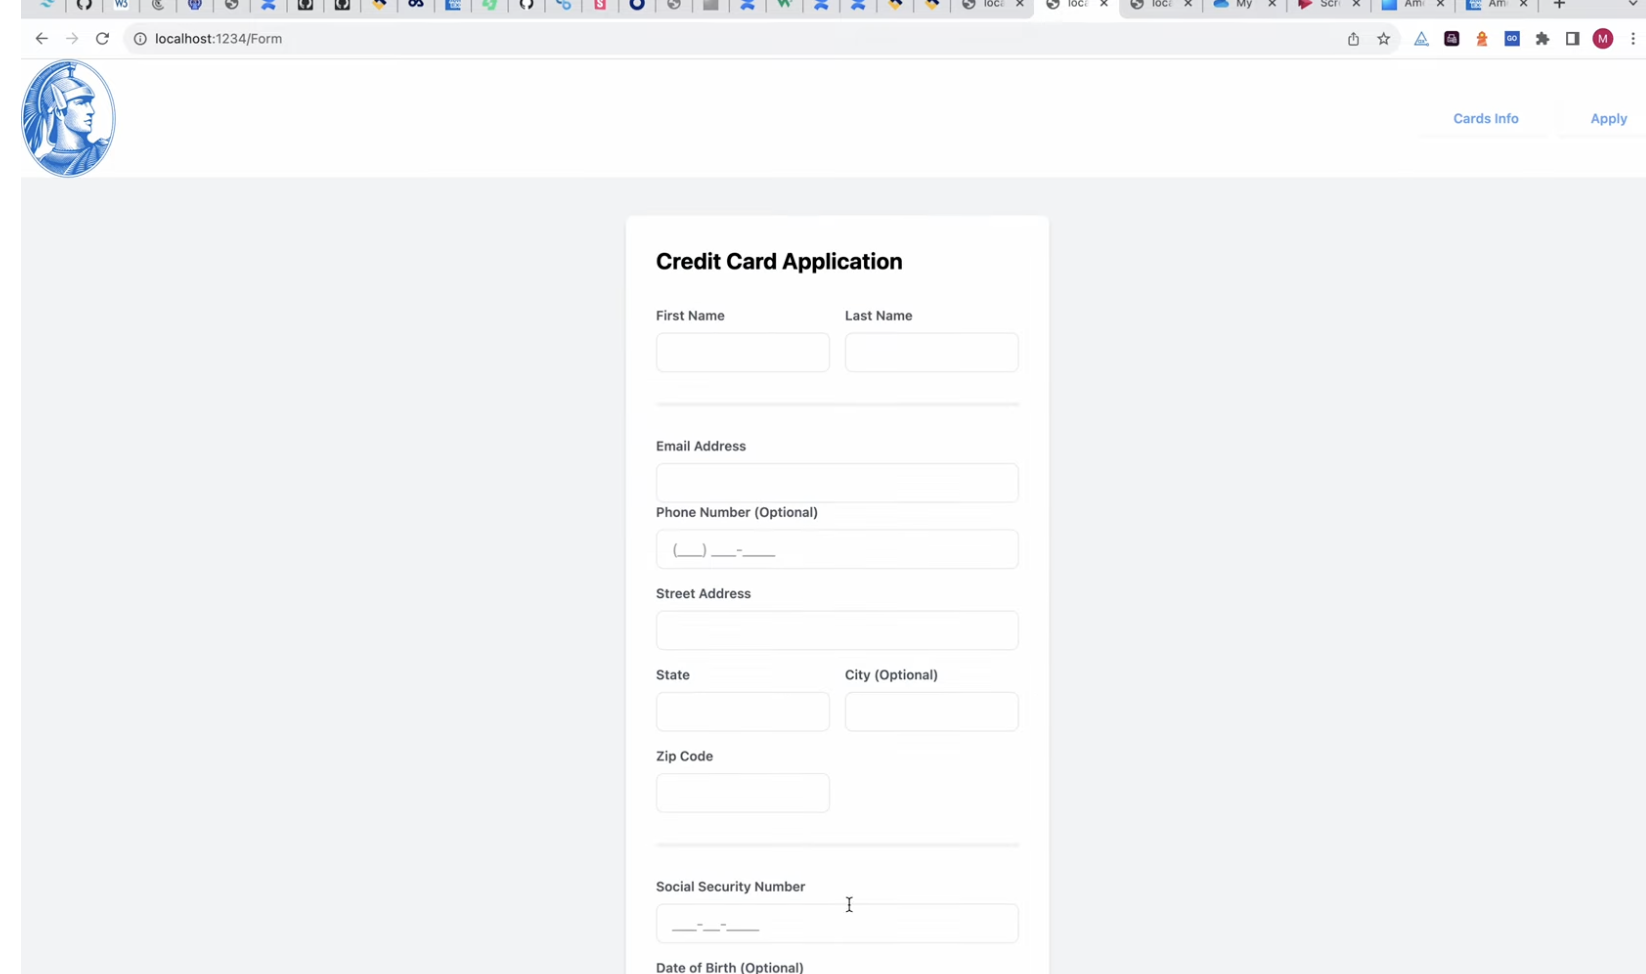 W
loca
loca
loca
My
Scr
Am
Am
localhost:1234/Form
GO
M
Cards Info
Apply
Credit Card Application
First Name
Last Name
Email Address
Phone Number (Optional)
(___) ___-____
Street Address
State
City (Optional)
Zip Code
Social Security Number
___-__-____
Date of Birth (Optional)